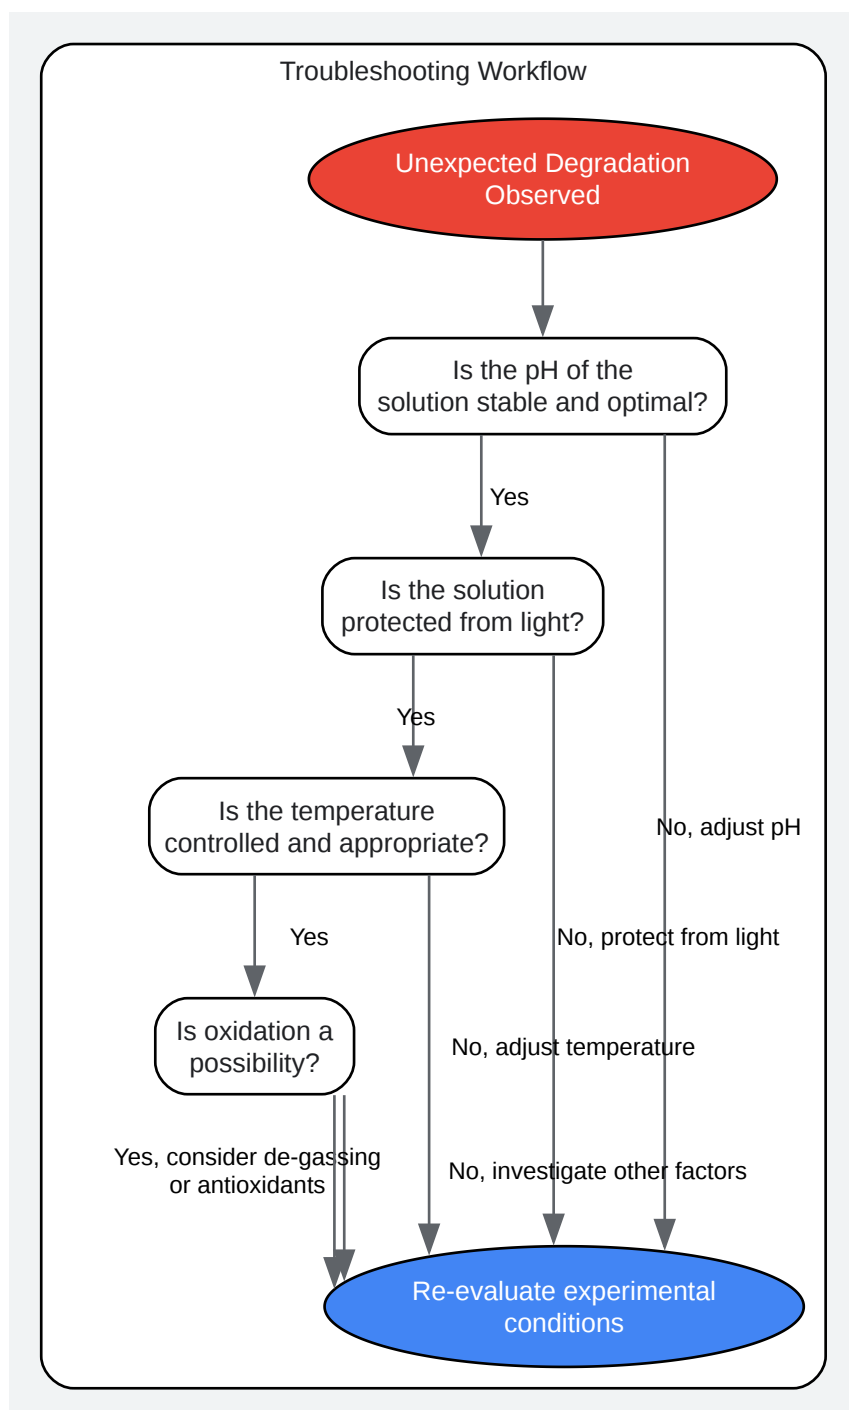 Troubleshooting Workflow
Unexpected Degradation
Observed
Is the pH of the
solution stable and optimal?
Yes
Is the solution
protected from light?
Yes
Is the temperature
controlled and appropriate?
No, adjust pH
Yes
No, protect from light
Is oxidation a
possibility?
No, adjust temperature
Yes, consider de-gassing
or antioxidants
No, investigate other factors
Re-evaluate experimental
conditions